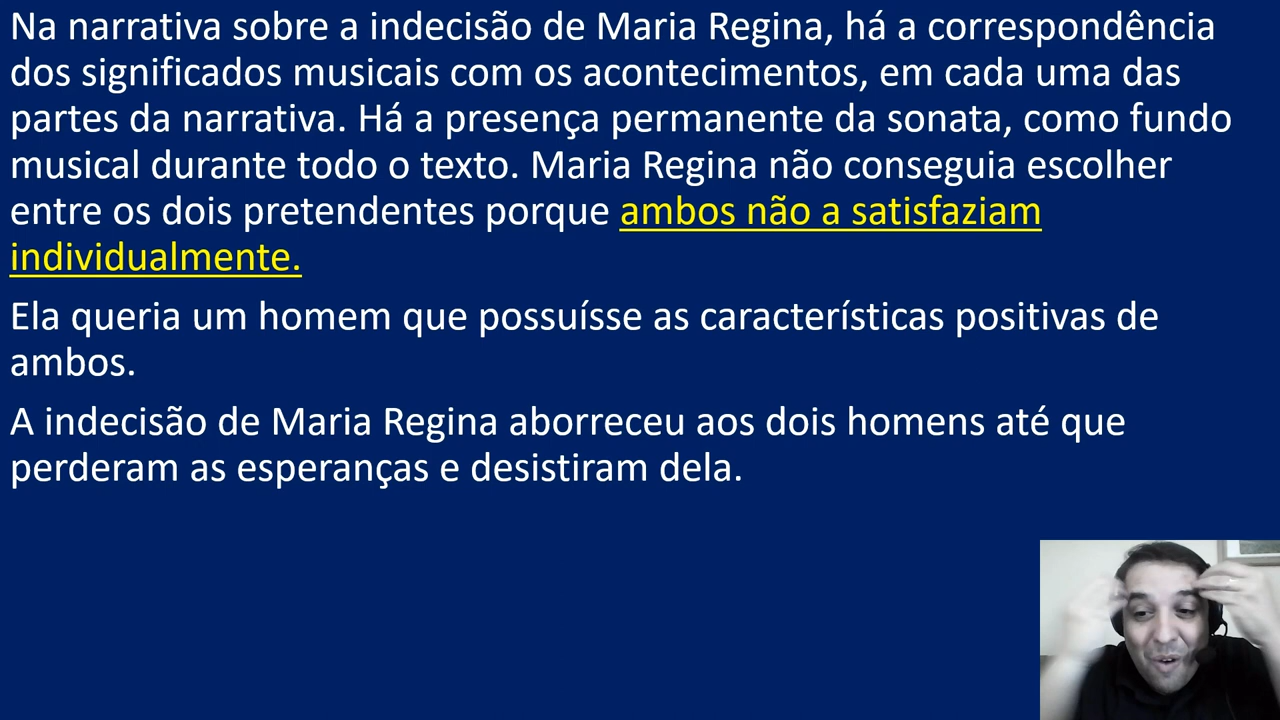 Na narrativa sobre a indecisão de Maria Regina, há a correspondência
dos significados musicais com os acontecimentos, em cada uma das
partes da narrativa. Há a presença permanente da sonata, como fundo
musical durante todo o texto. Maria Regina não conseguia escolher
entre os dois pretendentes porque ambos não a satisfaziam
individualmente.
Ela queria um homem que possuísse as características positivas de
ambos.
A indecisão de Maria Regina aborreceu aos dois homens até que
perderam as esperanças e desistiram dela.